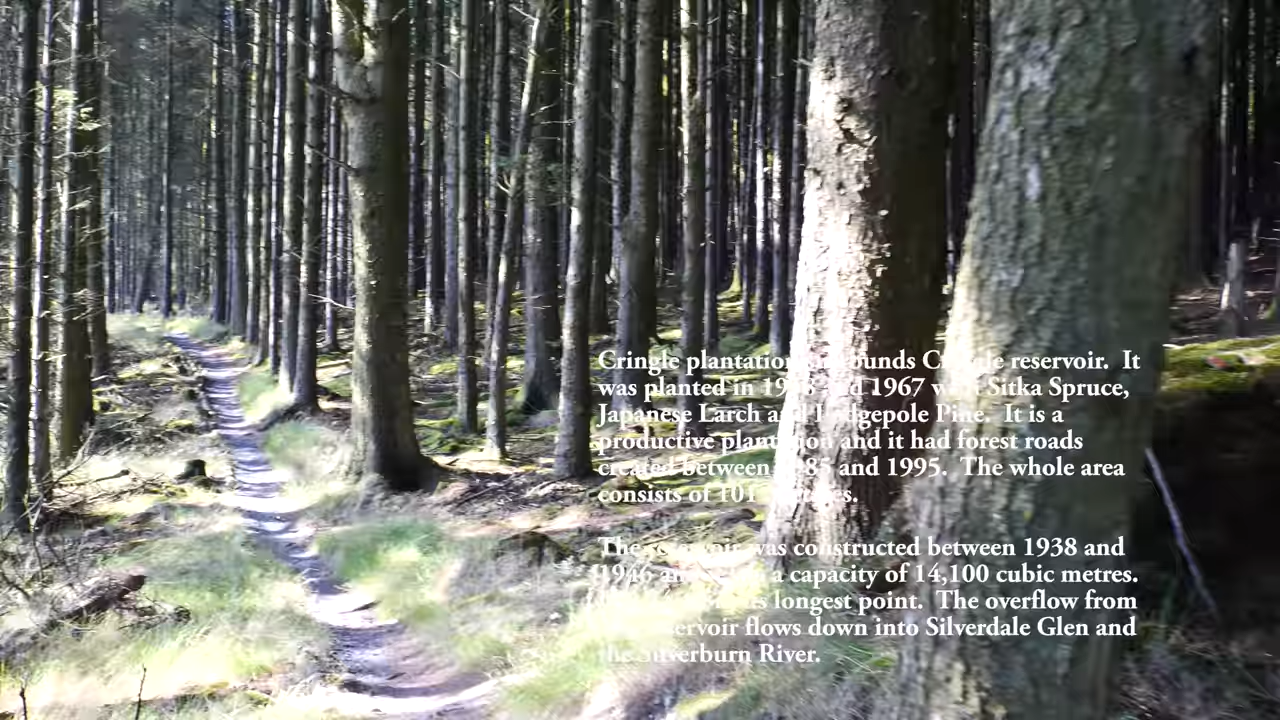 Cringle plantation surrounds Cringle reservoir. It
was planted in and 1967 with Sitka Spruce,
Japanese Larch and Lodgepole Pine. It is a
productive plantation and it had forest roads
created between 1985 and 1995. The whole area
consists of 101
The reservoir was constructed between 1938 and
1946 and a capacity of 14,100 cubic metres.
its longest point. The overflow from
reservoir flows down into Silverdale Glen and
the Silverburn River.